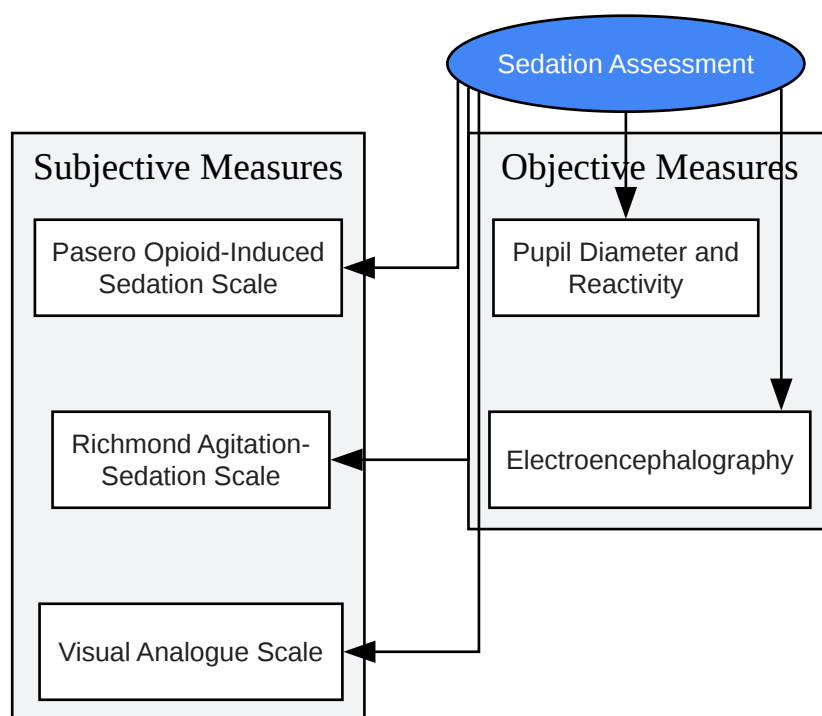 Sedation Assessment
Subjective Measures
Pasero Opioid-Induced
Sedation Scale
Richmond Agitation-
Sedation Scale
Visual Analogue Scale
Objective Measures
Pupil Diameter and
Reactivity
Electroencephalography